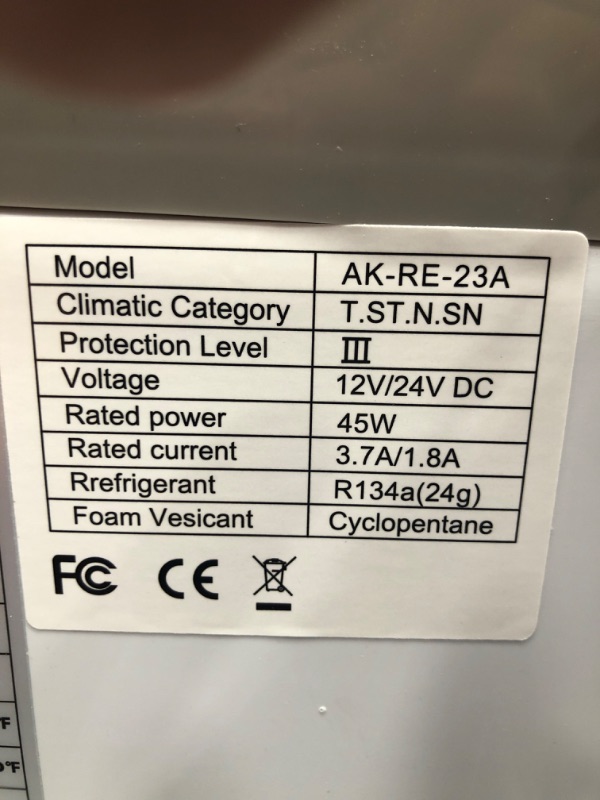 Model AK-RE-23A
Climatic Category T.ST.N.SN
Protection Level III
Voltage 12V/24V DC
Rated power 45W
Rated current 3.7A/1.8A
Rrefrigerant R134a(24g)
Foam Vesicant Cyclopentane
FC CE
°F